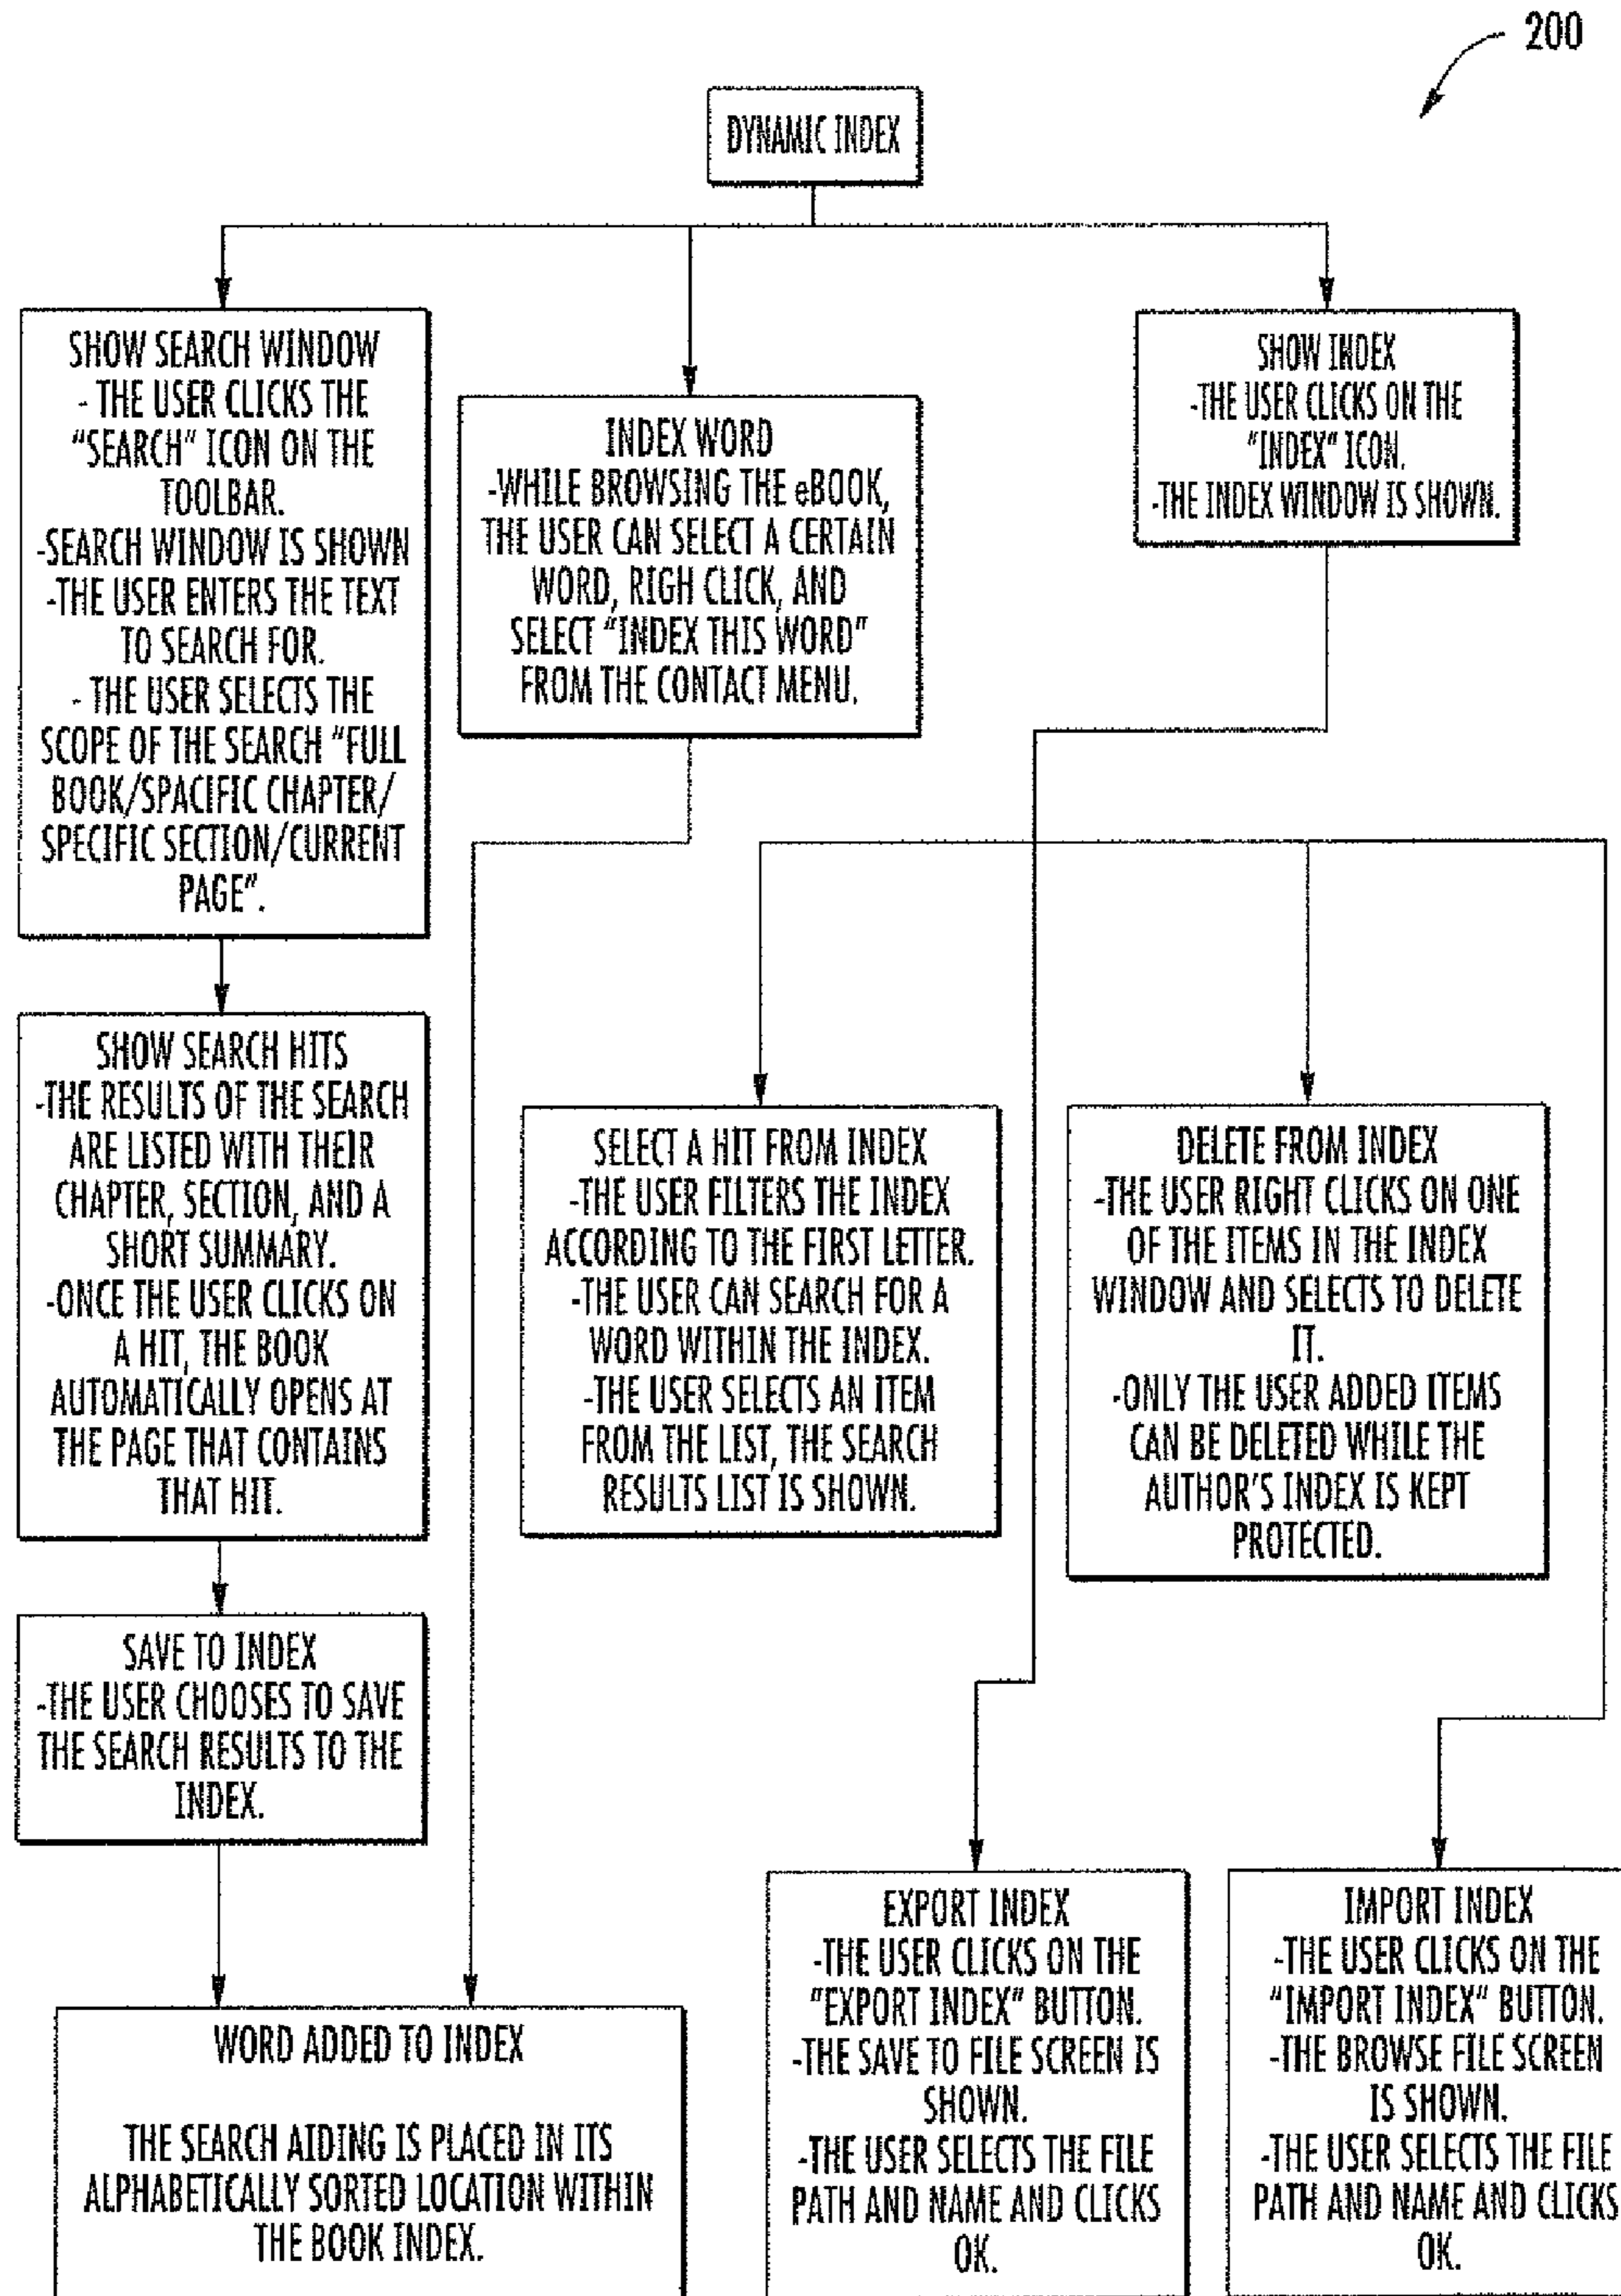 200
DYNAMIC INDEX
SHOW SEARCH WINDOW
- THE USER CLICKS THE
"SEARCH" ICON ON THE
TOOLBAR.
-SEARCH WINDOW IS SHOWN
-THE USER ENTERS THE TEXT
TO SEARCH FOR.
- THE USER SELECTS THE
SCOPE OF THE SEARCH "FULL
BOOK/SPACIFIC CHAPTER/
SPECIFIC SECTION/CURRENT
PAGE".
INDEX WORD
-WHILE BROWSING THE eBOOK,
THE USER CAN SELECT A CERTAIN
WORD, RIGH CLICK, AND
SELECT "INDEX THIS WORD"
FROM THE CONTACT MENU.
SHOW INDEX
-THE USER CLICKS ON THE
"INDEX" ICON.
-THE INDEX WINDOW IS SHOWN.
SHOW SEARCH HITS
-THE RESULTS OF THE SEARCH
ARE LISTED WITH THEIR
CHAPTER, SECTION, AND A
SHORT SUMMARY.
-ONCE THE USER CLICKS ON
A HIT, THE BOOK
AUTOMATICALLY OPENS AT
THE PAGE THAT CONTAINS
THAT HIT.
SELECT A HIT FROM INDEX
-THE USER FILTERS THE INDEX
ACCORDING TO THE FIRST LETTER.
-THE USER CAN SEARCH FOR A
WORD WITHIN THE INDEX.
-THE USER SELECTS AN ITEM
FROM THE LIST, THE SEARCH
RESULTS LIST IS SHOWN.
DELETE FROM INDEX
-THE USER RIGHT CLICKS ON ONE
OF THE ITEMS IN THE INDEX
WINDOW AND SELECTS TO DELETE
IT.
-ONLY THE USER ADDED ITEMS
CAN BE DELETED WHILE THE
AUTHOR'S INDEX IS KEPT
PROTECTED.
SAVE TO INDEX
-THE USER CHOOSES TO SAVE
THE SEARCH RESULTS TO THE
INDEX.
WORD ADDED TO INDEX
THE SEARCH AIDING IS PLACED IN ITS
ALPHABETICALLY SORTED LOCATION WITHIN
THE BOOK INDEX.
EXPORT INDEX
-THE USER CLICKS ON THE
"EXPORT INDEX" BUTTON.
-THE SAVE TO FILE SCREEN IS
SHOWN.
-THE USER SELECTS THE FILE
PATH AND NAME AND CLICKS
OK.
IMPORT INDEX
-THE USER CLICKS ON THE
"IMPORT INDEX" BUTTON.
-THE BROWSE FILE SCREEN
IS SHOWN.
-THE USER SELECTS THE FILE
PATH AND NAME AND CLICKS
OK.